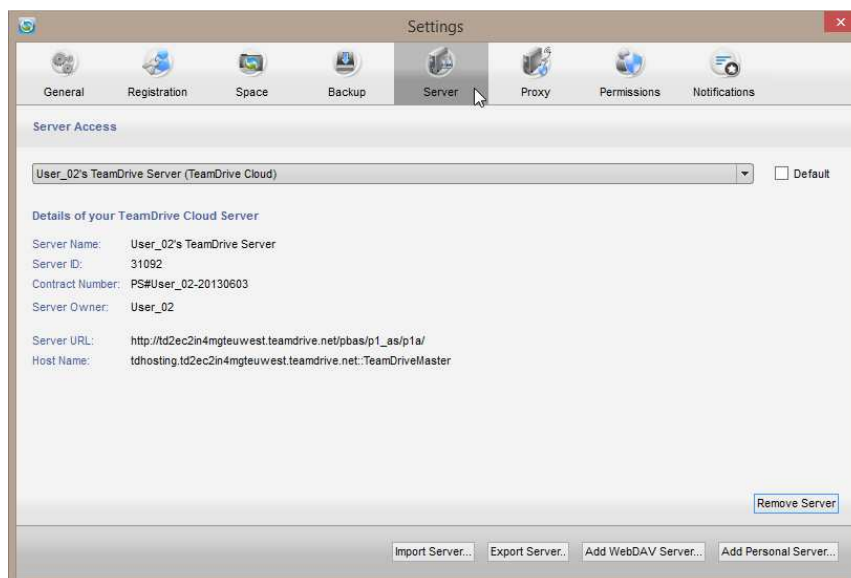 Settings
General Registration Space Backup Server Proxy Permissions Notifications
Server Access
User_02's TeamDrive Server (TeamDrive Cloud) Default
Details of your TeamDrive Cloud Server
Server Name: User_02's TeamDrive Server
Server ID: 31092
Contract Number: PS#User_02-20130603
Server Owner: User_02
Server URL: http://td2ec2in4mgteuwest.teamdrive.net/pbas/p1_as/p1a/
Host Name: tdhosting.td2ec2in4mgteuwest.teamdrive.net::TeamDriveMaster
Remove Server
Import Server... Export Server.. Add WebDAV Server... Add Personal Server...